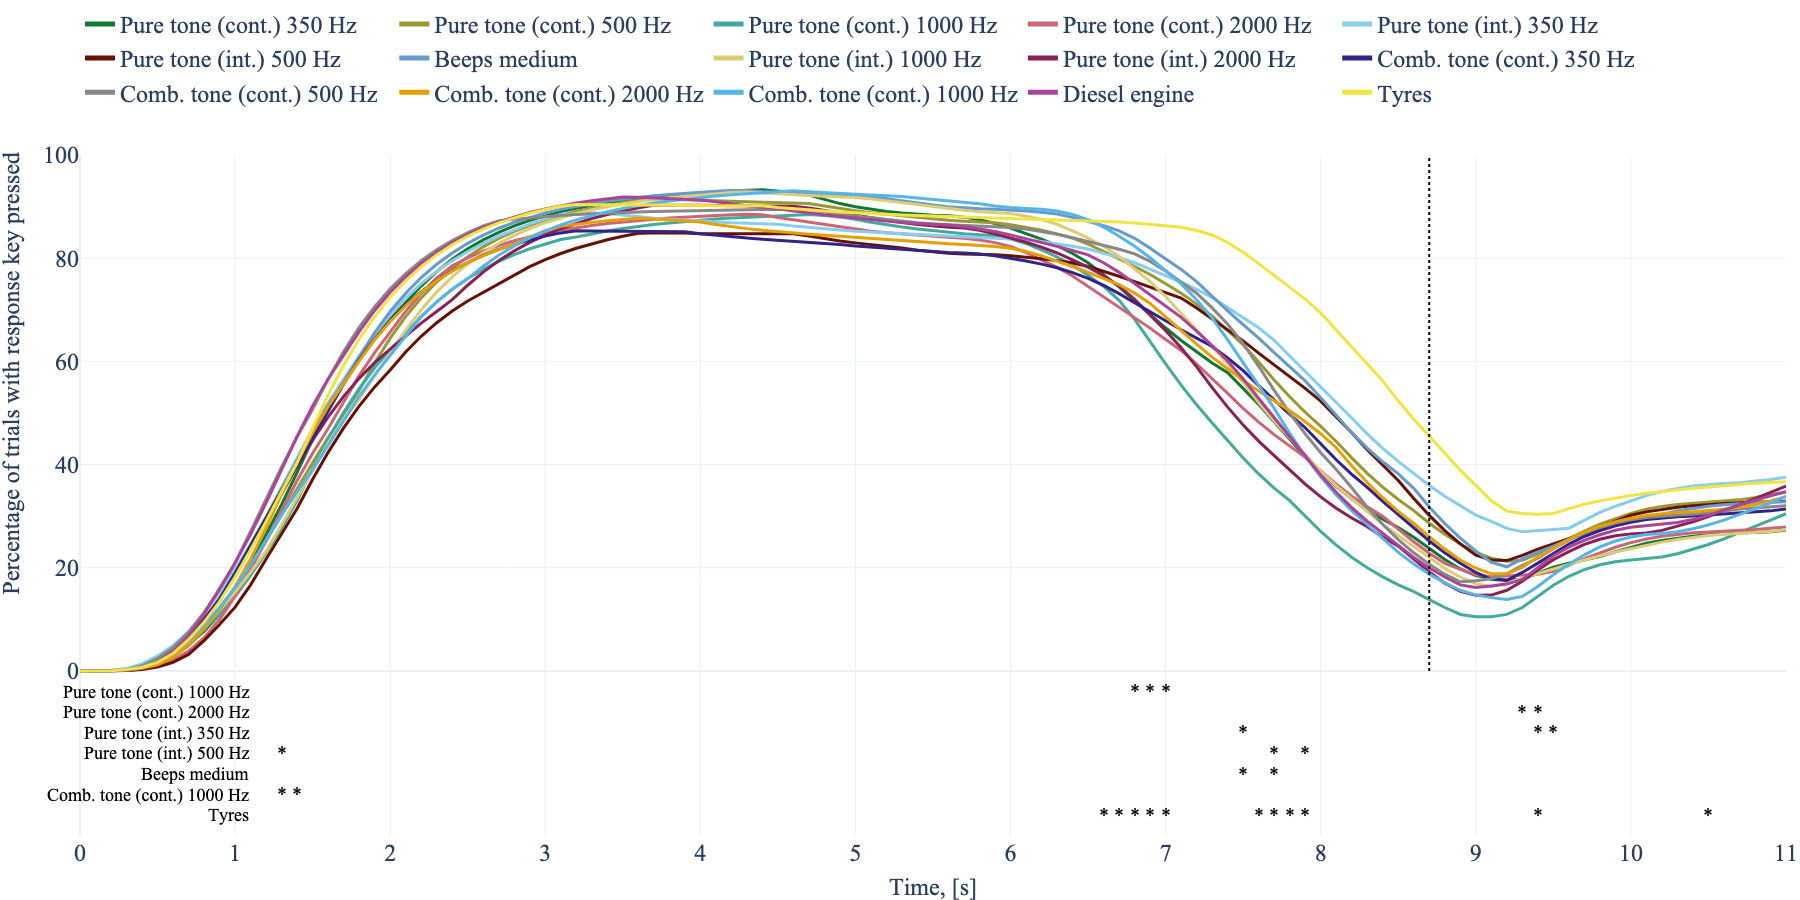 Pure tone (cont.) 350 Hz Pure tone (cont.) 500 Hz Pure tone (cont.) 1000 Hz Pure tone (cont.) 2000 Hz Pure tone (int.) 350 Hz
Pure tone (int.) 500 Hz Beeps medium Pure tone (int.) 1000 Hz Pure tone (int.) 2000 Hz Comb. tone (cont.) 350 Hz
Comb. tone (cont.) 500 Hz Comb. tone (cont.) 2000 Hz Comb. tone (cont.) 1000 Hz Diesel engine Tyres
Percentage of trials with response key pressed
100
80
60
40
20
0
Pure tone (cont.) 1000 Hz * * *
Pure tone (cont.) 2000 Hz * *
Pure tone (int.) 350 Hz * * *
Pure tone (int.) 500 Hz * * *
Beeps medium * *
Comb. tone (cont.) 1000 Hz * *
Tyres * * * * * * * * * * *
0 1 2 3 4 5 6 7 8 9 10 11
Time, [s]